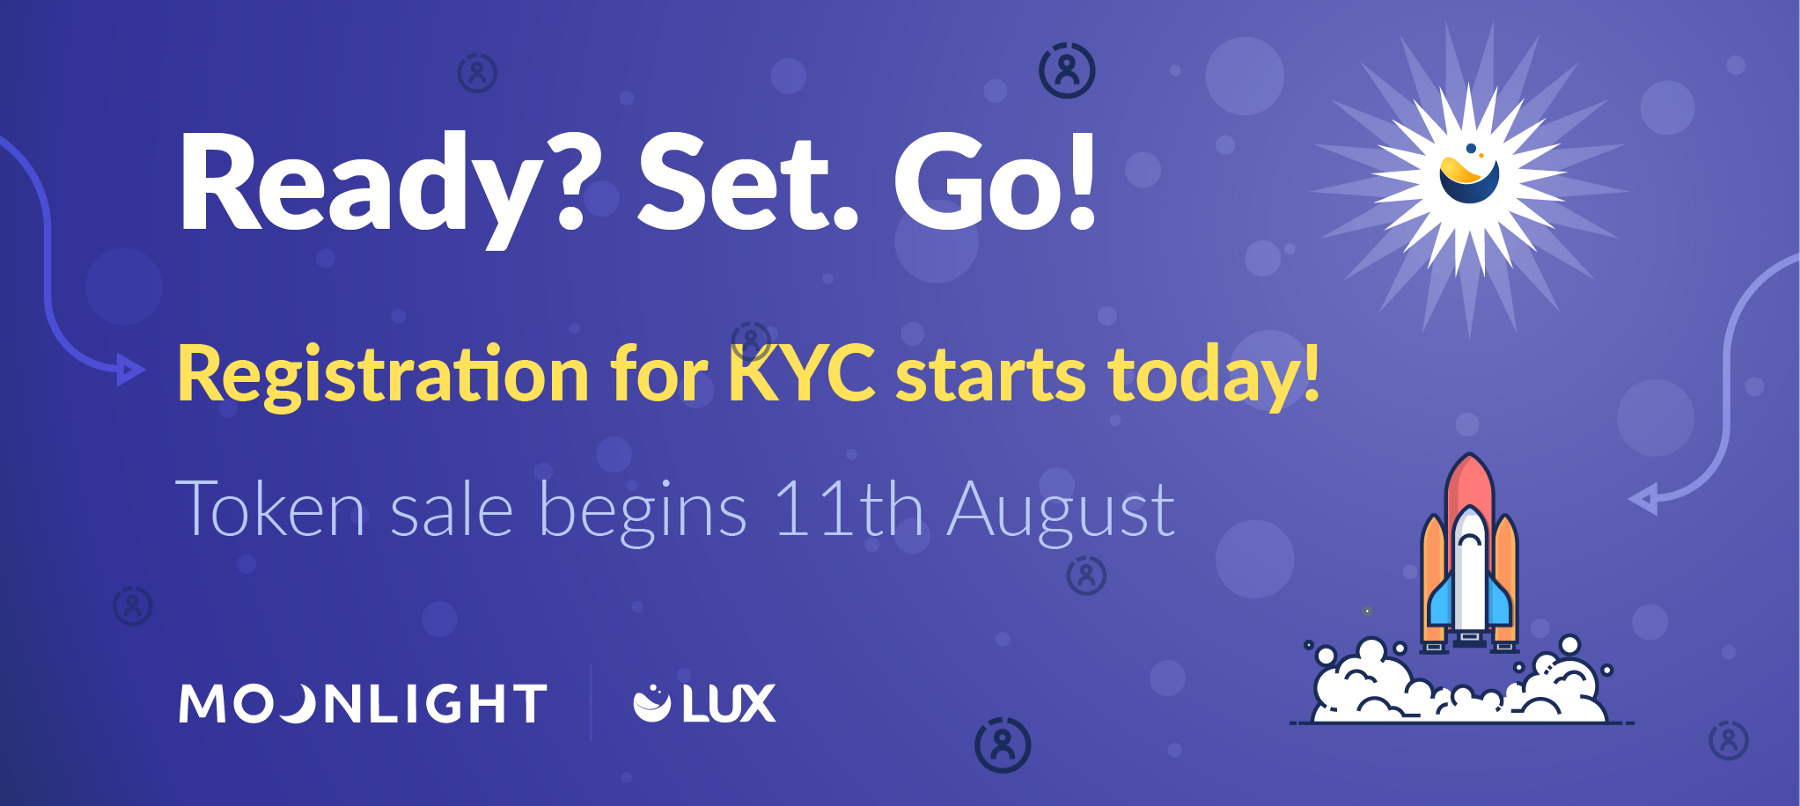 Ready? Set. Go!
Registration for KYC starts today!
Token sale begins 11th August
MOONLIGHT LUX